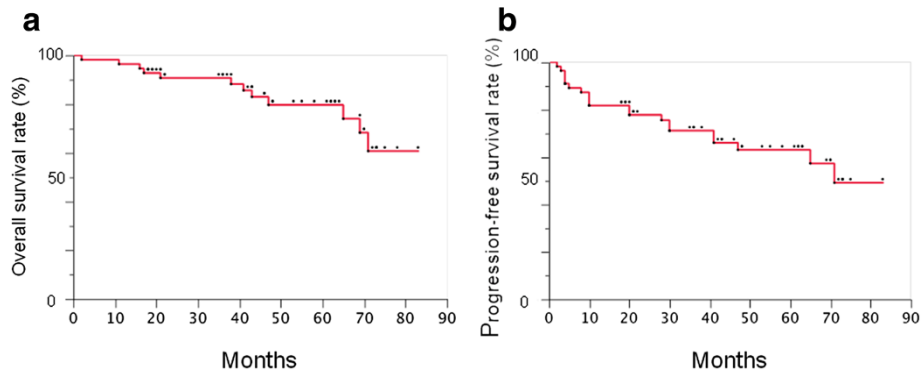 a
Overall survival rate (%)
100
50
0
0 10 20 30 40 50 60 70 80 90
Months
b
Progression-free survival rate (%)
100
50
0
0 10 20 30 40 50 60 70 80 90
Months